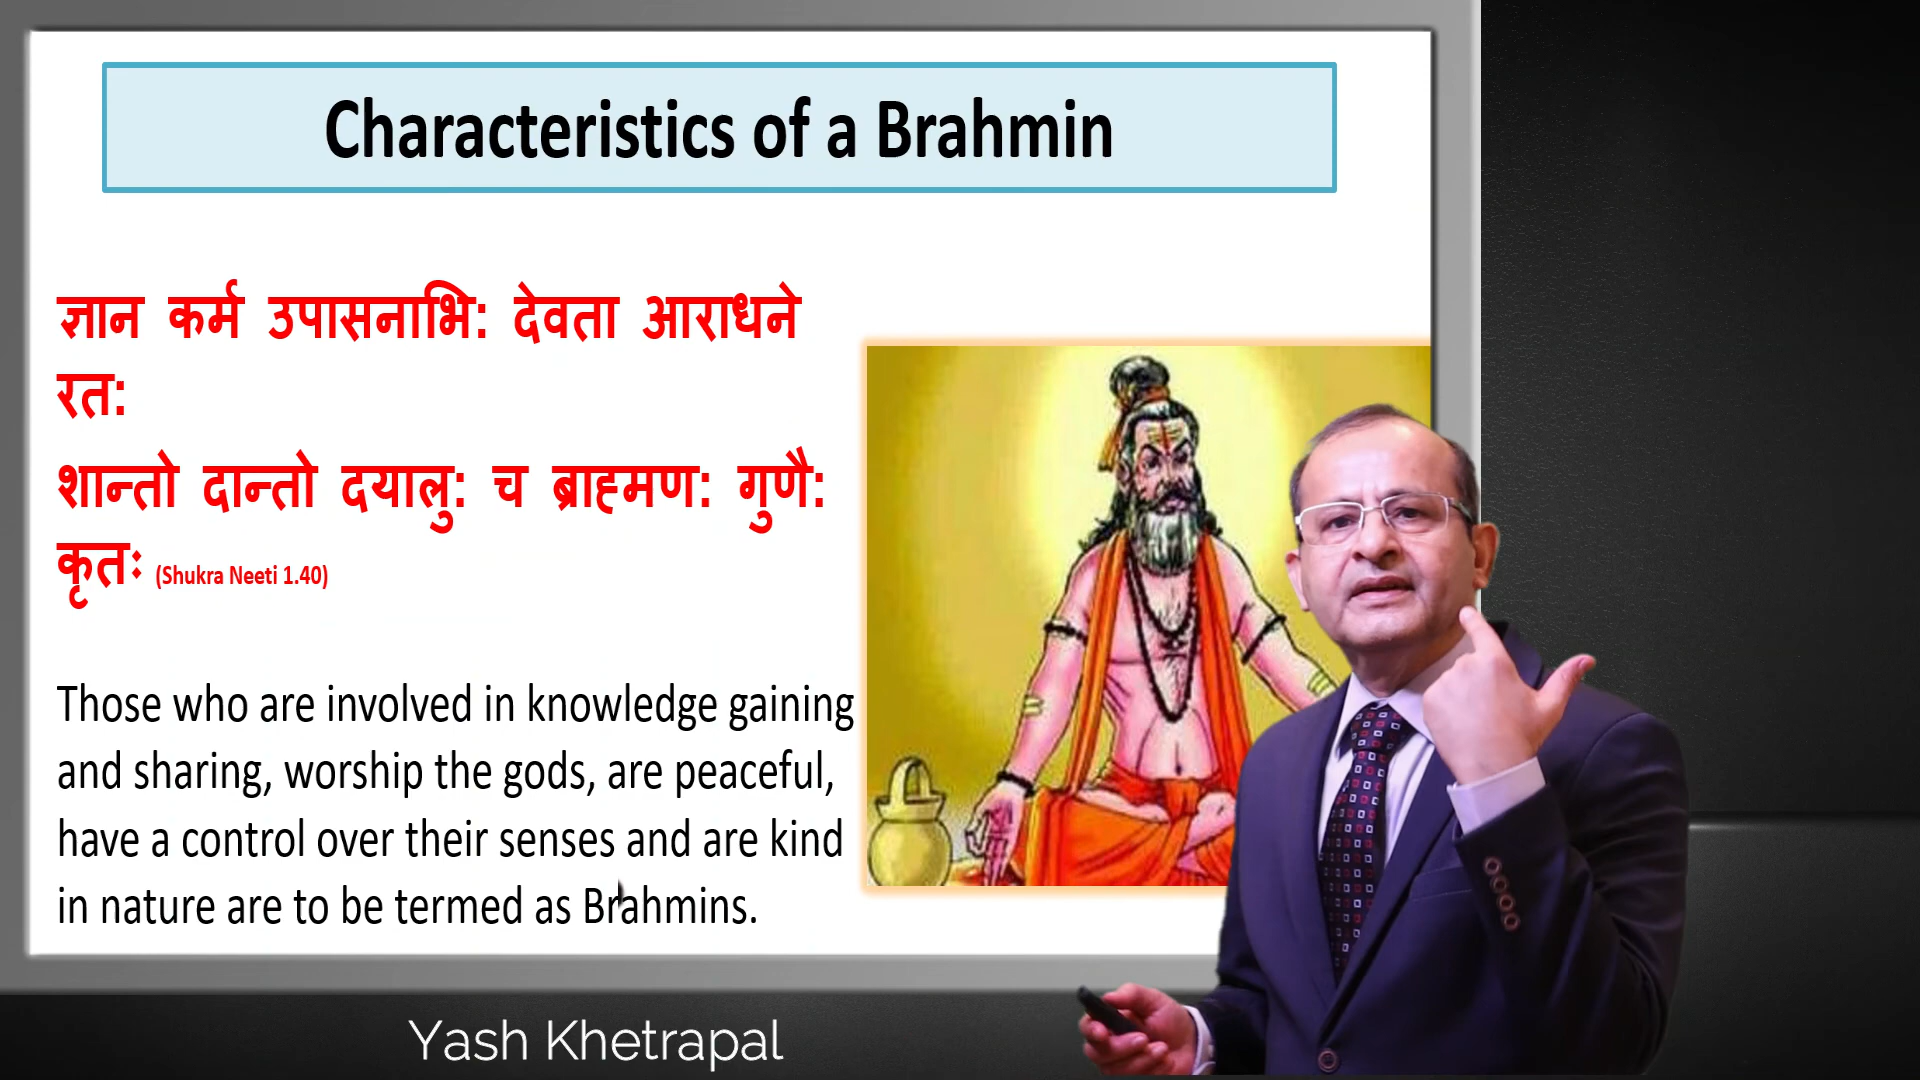 Characteristics of a Brahmin
ज्ञान कर्म उपासनाभि: देवता आराधने
रत:
शान्तो दान्तो दयालु: च ब्राह्मण: गुणै:
कृतः (Shukra Neeti 1.40)
Those who are involved in knowledge gaining
and sharing, worship the gods, are peaceful,
have a control over their senses and are kind
in nature are to be termed as Brahmins.
Yash Khetrapal